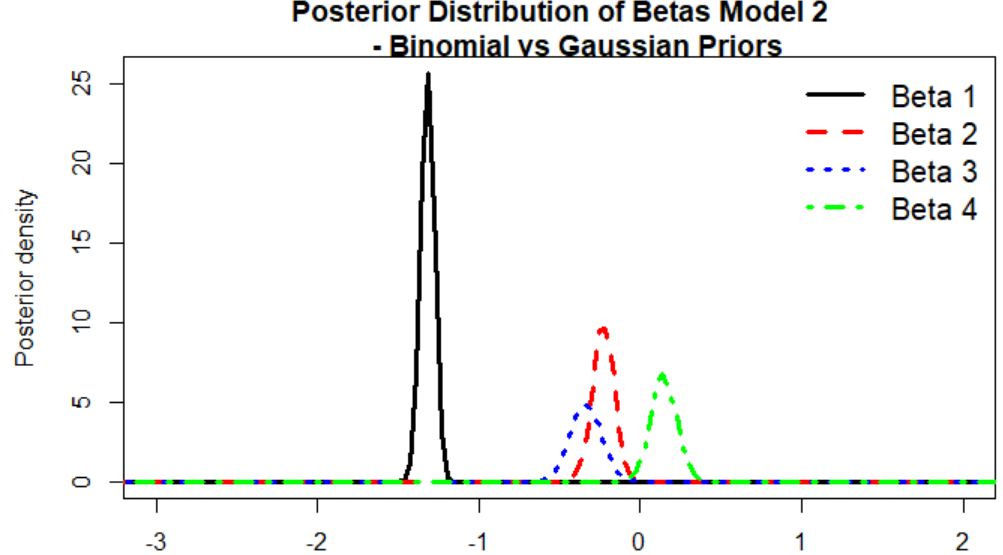 Posterior Distribution of Betas Model 2
- Binomial vs Gaussian Priors
25
20
15
10
5
0
Posterior density
Beta 1
Beta 2
Beta 3
Beta 4
-3 -2 -1 0 1 2